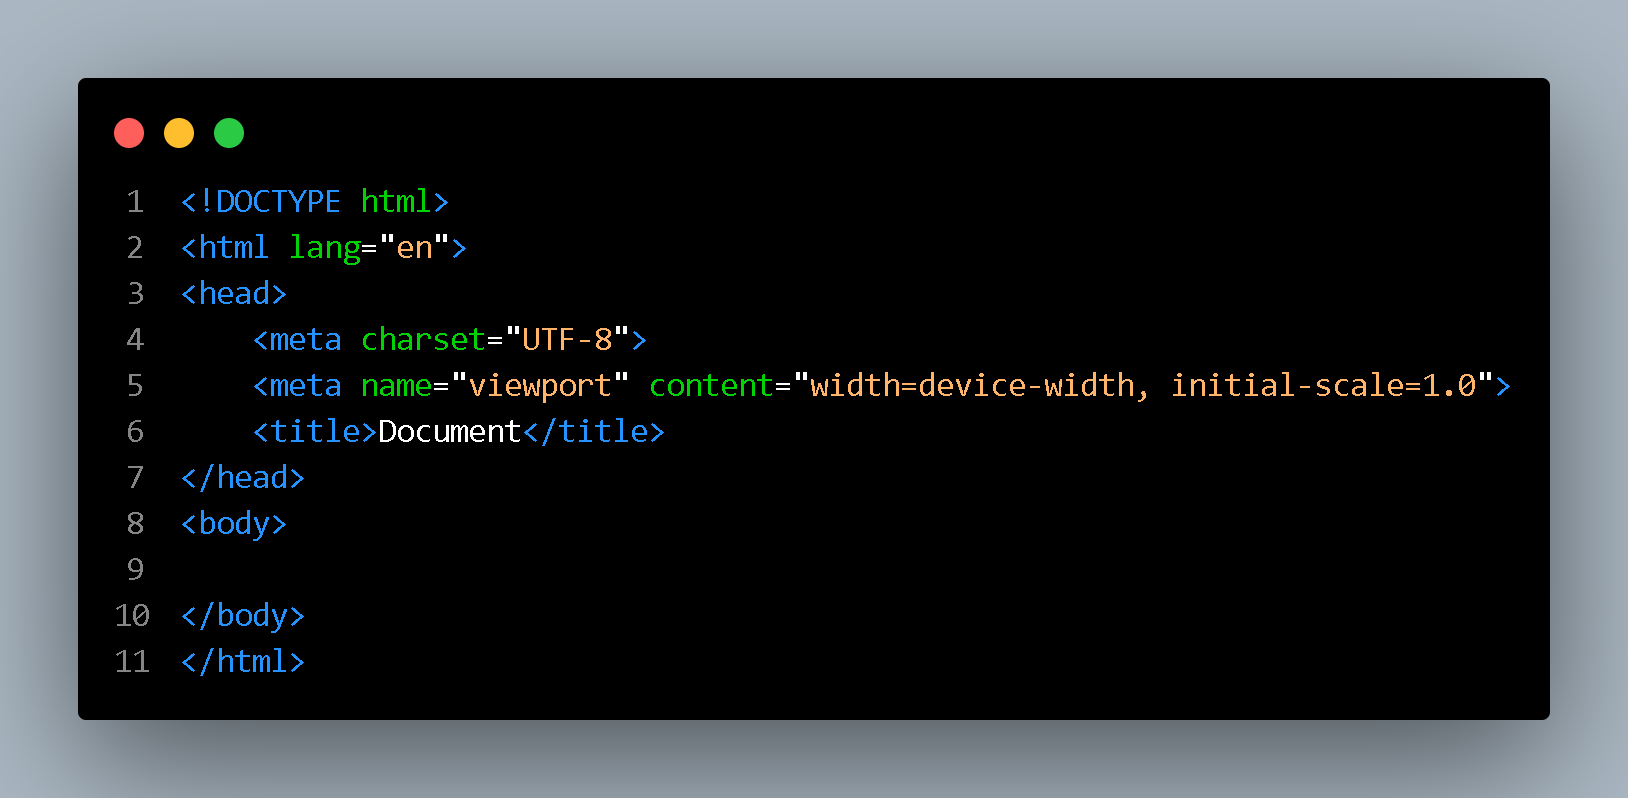 1 <!DOCTYPE html>
2 <html lang="en">
3 <head>
4     <meta charset="UTF-8">
5     <meta name="viewport" content="width=device-width, initial-scale=1.0">
6     <title>Document</title>
7 </head>
8 <body>
9
10 </body>
11 </html>